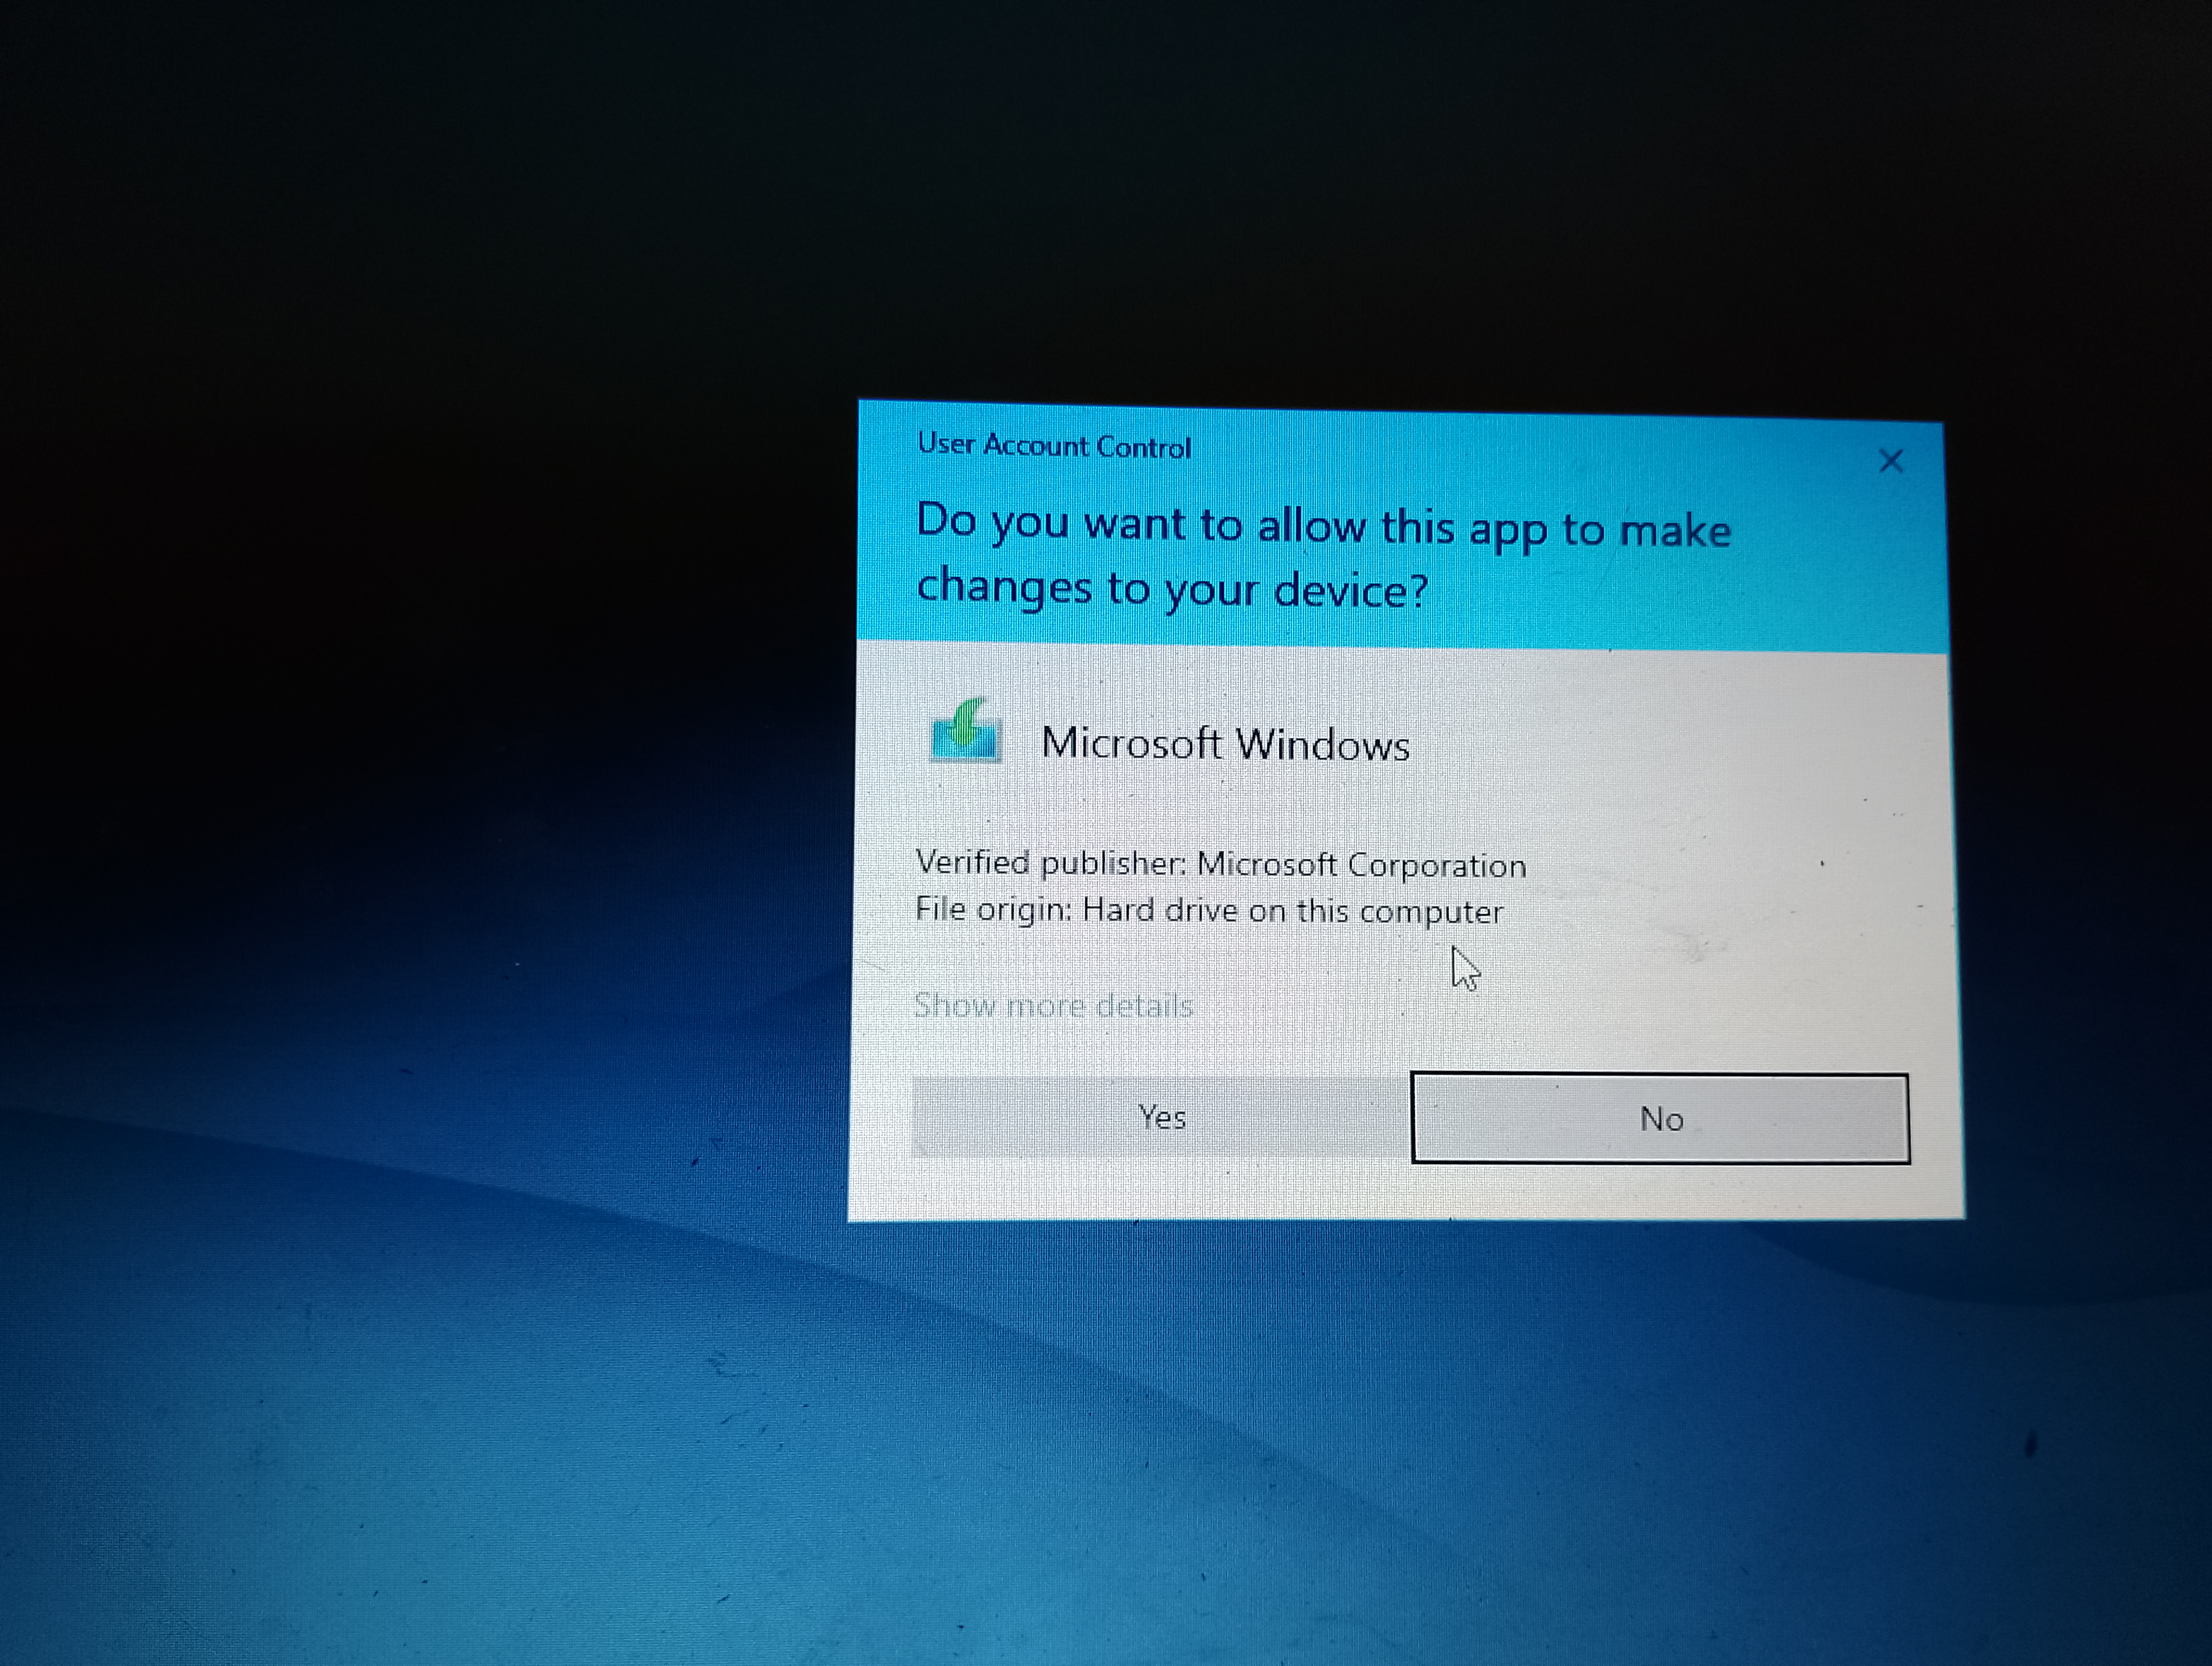 User Account Control
Do you want to allow this app to make
changes to your device?
Microsoft Windows
Verified publisher: Microsoft Corporation
File origin: Hard drive on this computer
Show more details
Yes
No